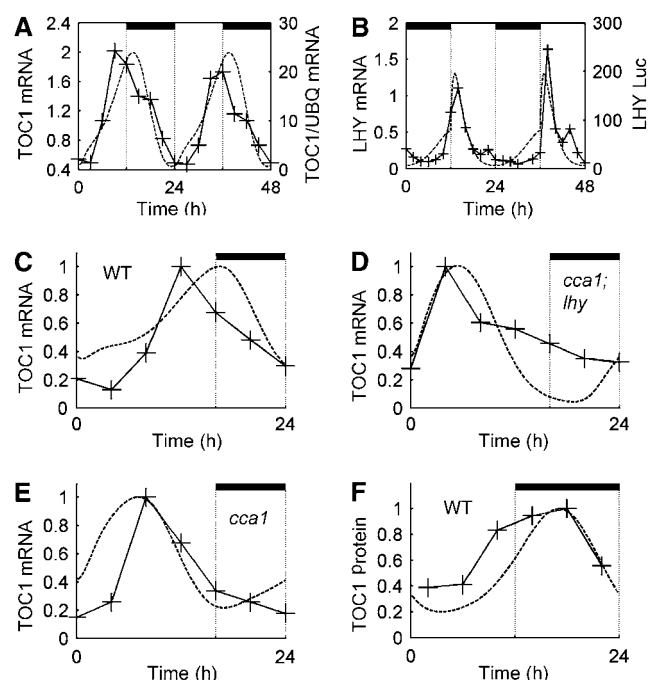 A
TOC1 mRNA
2.4
2
1.6
1.2
0.8
0.4
0
24
48
Time (h)
30
20
10
0
TOC1/UBQ mRNA
B
LHY mRNA
2
1.5
1
0.5
0
0
24
48
Time (h)
300
200
100
0
LHY Luc
C
WT
TOC1 mRNA
1
0.8
0.6
0.4
0.2
0
0
24
Time (h)
D
cca1;
lhy
TOC1 mRNA
1
0.8
0.6
0.4
0.2
0
0
24
Time (h)
E
cca1
TOC1 mRNA
1
0.8
0.6
0.4
0.2
0
0
24
Time (h)
F
WT
TOC1 Protein
1
0.8
0.6
0.4
0.2
0
0
24
Time (h)